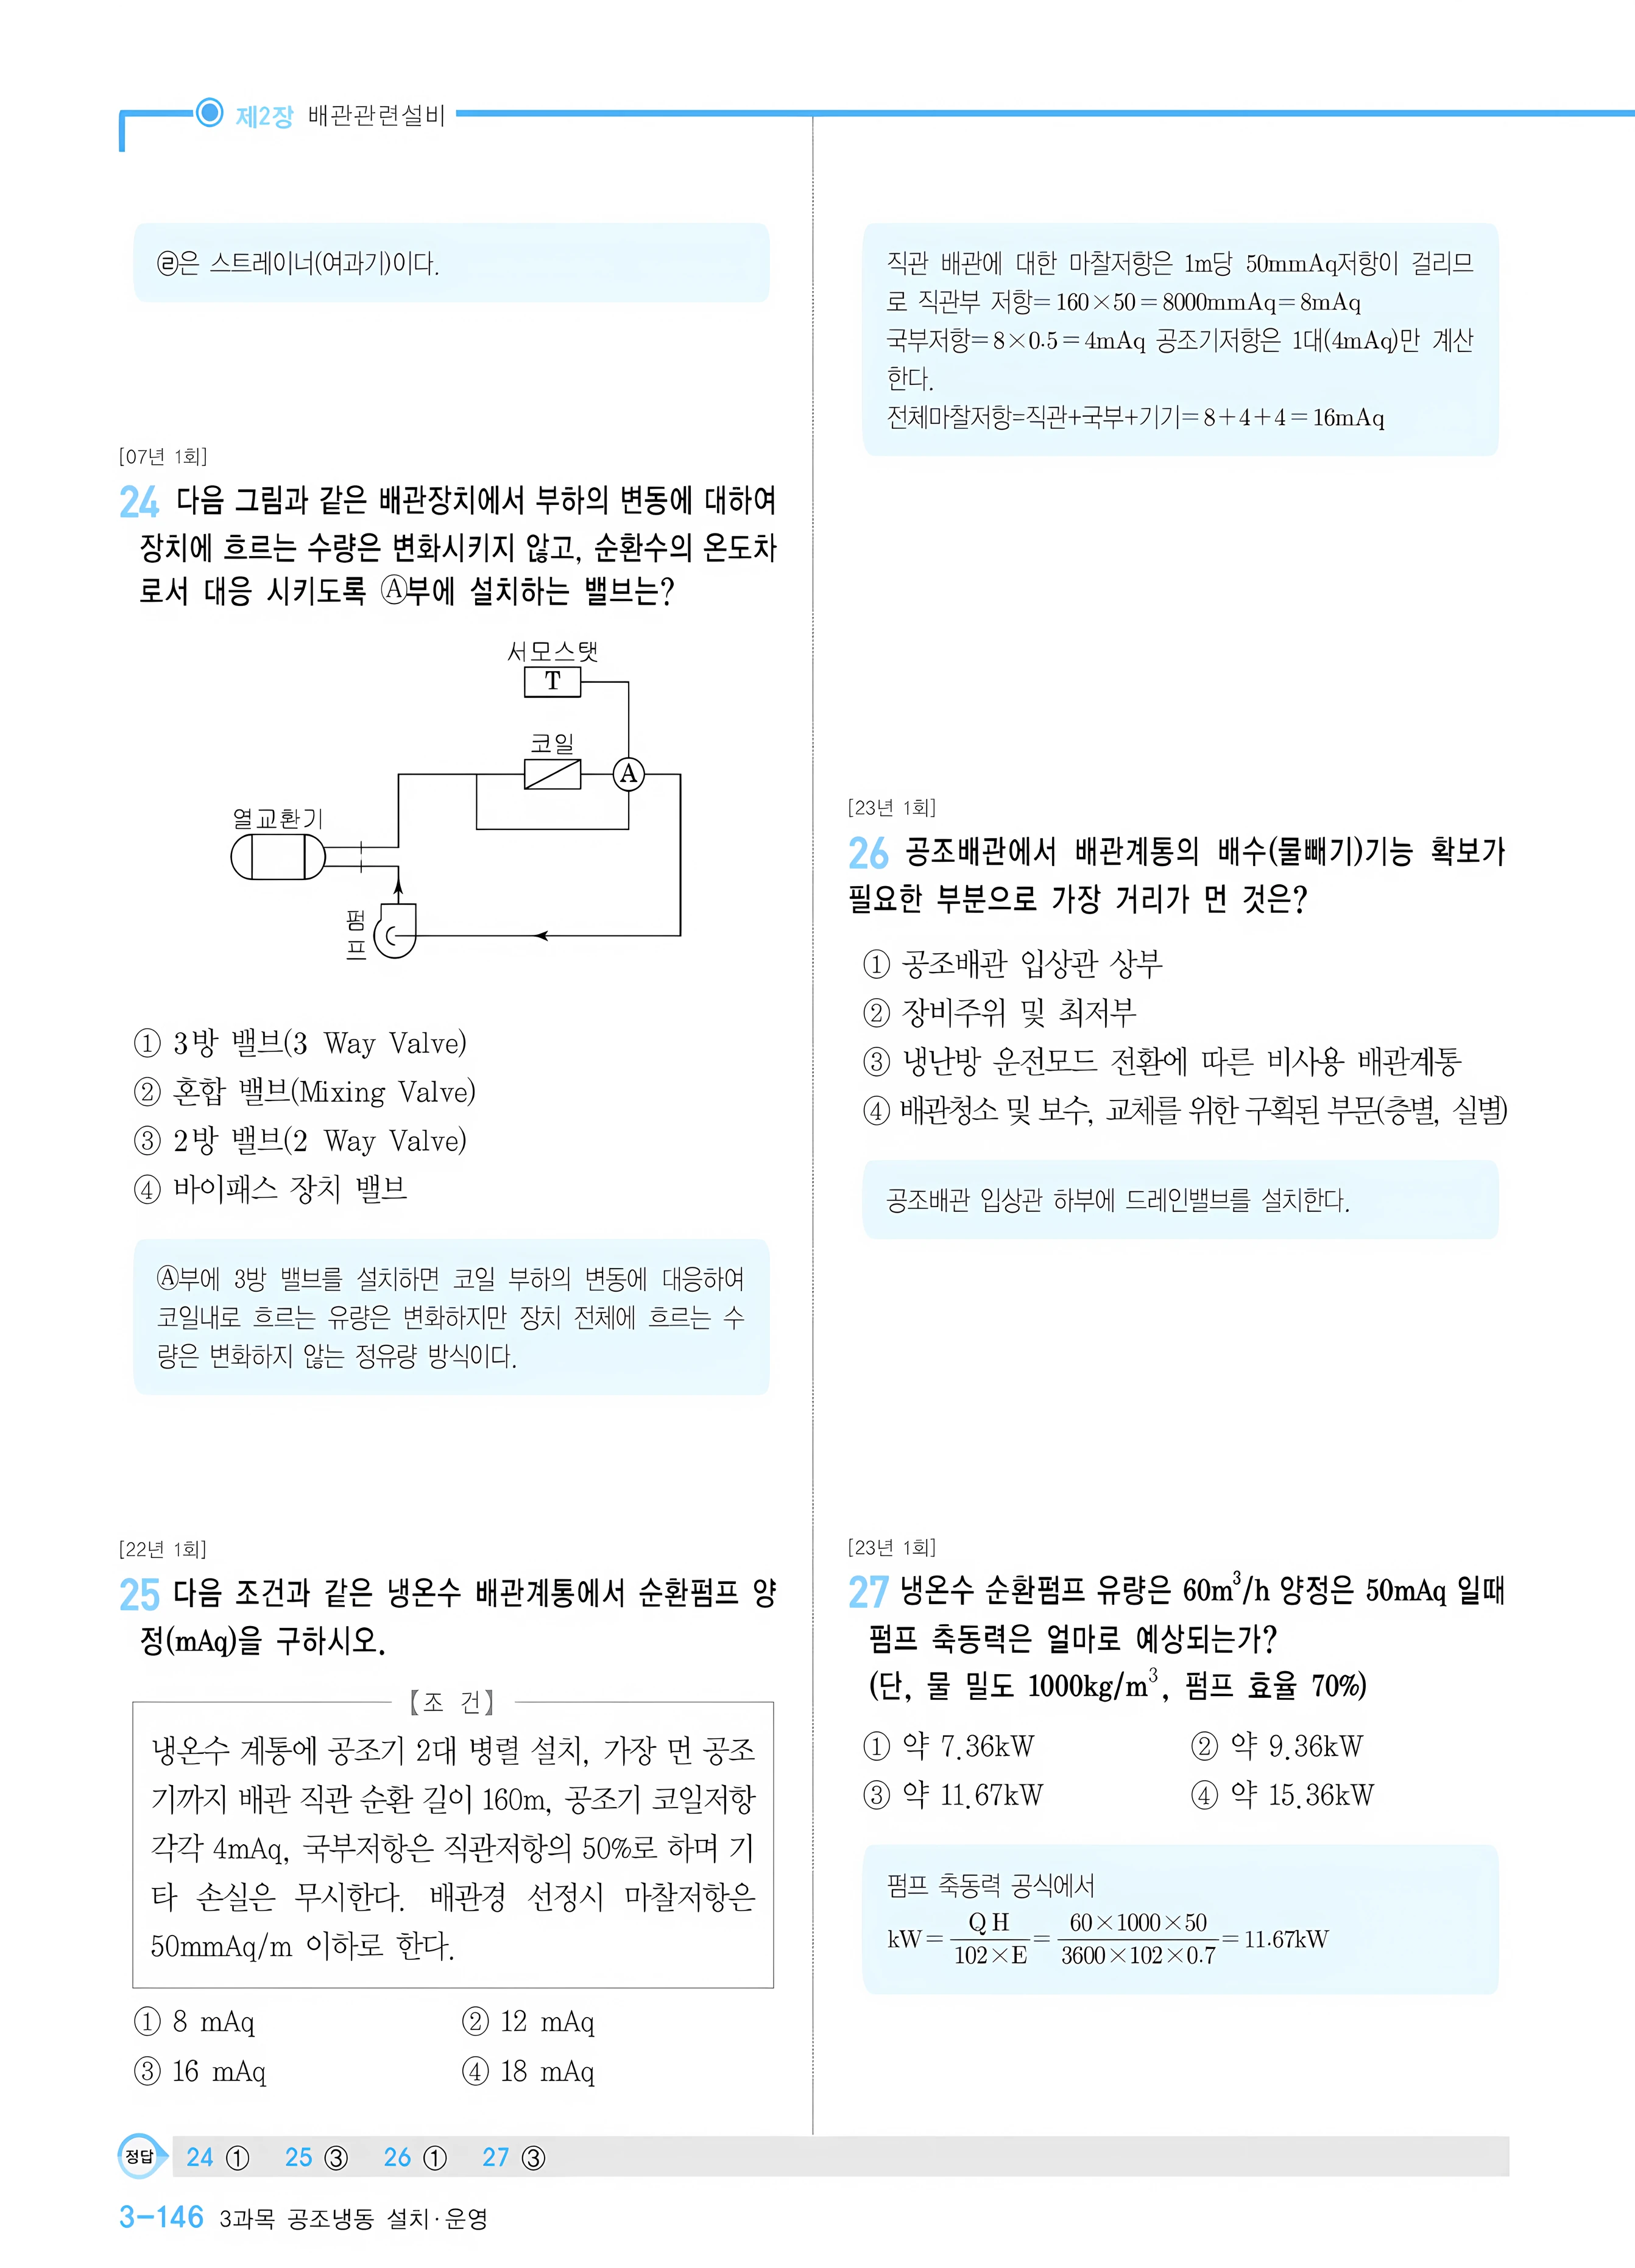 제2장 배관관련설비
㉣은 스트레이너(여과기)이다.
[07년 1회]
24 다음 그림과 같은 배관장치에서 부하의 변동에 대하여
장치에 흐르는 수량은 변화시키지 않고, 순환수의 온도차
로서 대응 시키도록 Ⓐ부에 설치하는 밸브는?
서모스탯
T
코일
A
열교환기
펌
프
① 3방 밸브(3 Way Valve)
② 혼합 밸브(Mixing Valve)
③ 2방 밸브(2 Way Valve)
④ 바이패스 장치 밸브
Ⓐ부에 3방 밸브를 설치하면 코일 부하의 변동에 대응하여
코일내로 흐르는 유량은 변화하지만 장치 전체에 흐르는 수
량은 변화하지 않는 정유량 방식이다.
[22년 1회]
25 다음 조건과 같은 냉온수 배관계통에서 순환펌프 양
정(mAq)을 구하시오.
【조 건】
냉온수 계통에 공조기 2대 병렬 설치, 가장 먼 공조
기까지 배관 직관 순환 길이 160m, 공조기 코일저항
각각 4mAq, 국부저항은 직관저항의 50%로 하며 기
타 손실은 무시한다. 배관경 선정시 마찰저항은
50mmAq/m 이하로 한다.
① 8 mAq ② 12 mAq
③ 16 mAq ④ 18 mAq
직관 배관에 대한 마찰저항은 1m당 50mmAq저항이 걸리므
로 직관부 저항=160×50=8000mmAq=8mAq
국부저항=8×0.5=4mAq 공조기저항은 1대(4mAq)만 계산
한다.
전체마찰저항=직관+국부+기기=8+4+4=16mAq
[23년 1회]
26 공조배관에서 배관계통의 배수(물빼기)기능 확보가
필요한 부분으로 가장 거리가 먼 것은?
① 공조배관 입상관 상부
② 장비주위 및 최저부
③ 냉난방 운전모드 전환에 따른 비사용 배관계통
④ 배관청소 및 보수, 교체를 위한 구획된 부문(층별, 실별)
공조배관 입상관 하부에 드레인밸브를 설치한다.
[23년 1회]
27 냉온수 순환펌프 유량은 60m³/h 양정은 50mAq 일때
펌프 축동력은 얼마로 예상되는가?
(단, 물 밀도 1000kg/m³, 펌프 효율 70%)
① 약 7.36kW ② 약 9.36kW
③ 약 11.67kW ④ 약 15.36kW
펌프 축동력 공식에서
kW = QH / (102×E) = (60×1000×50) / (3600×102×0.7) = 11.67kW
정답 24 ① 25 ③ 26 ① 27 ③
3-146 3과목 공조냉동 설치·운영